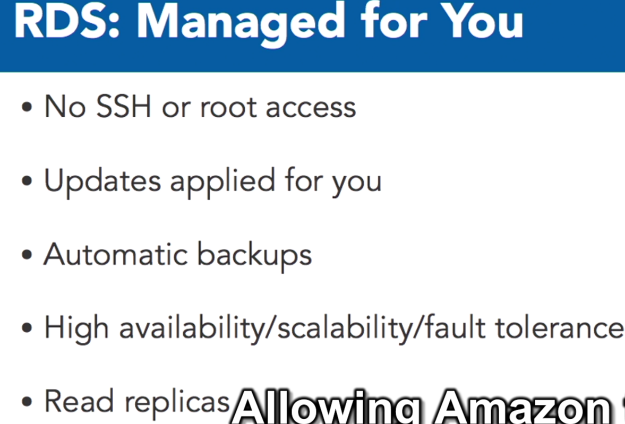 RDS: Managed for You
• No SSH or root access
• Updates applied for you
• Automatic backups
• High availability/scalability/fault tolerance
• Read replicas
Allowing Amazon